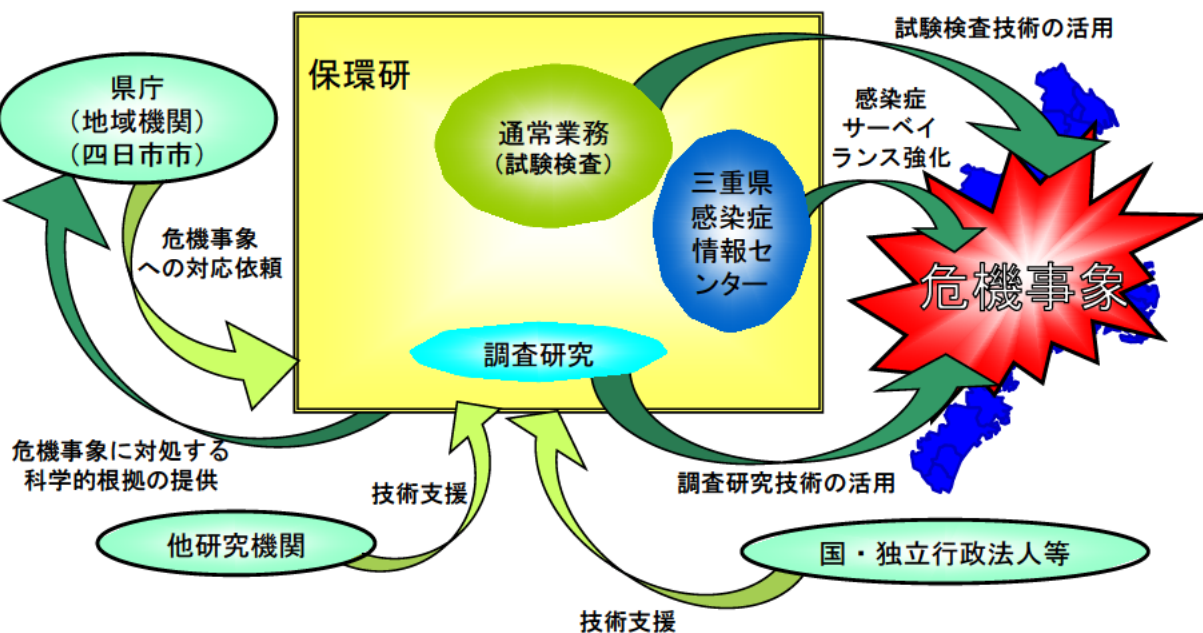 試験検査技術の活用
保環研
県庁
（地域機関）
（四日市市）
通常業務
（試験検査）
感染症
サーベイ
ランス強化
三重県
感染症
情報セ
ンター
危機事象
への対応依頼
危機事象
調査研究
危機事象に対処する
科学的根拠の提供
技術支援
調査研究技術の活用
他研究機関
国・独立行政法人等
技術支援